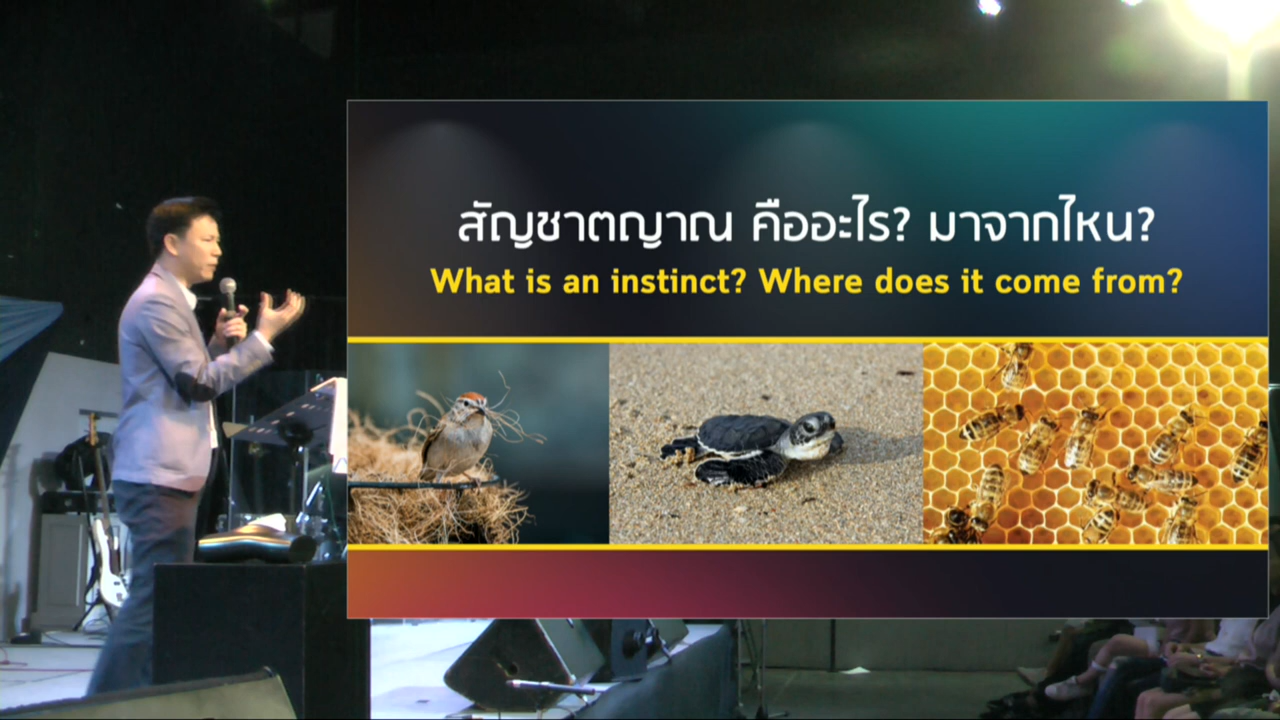 สัญชาตญาณ คืออะไร? มาจากไหน?
What is an instinct? Where does it come from?